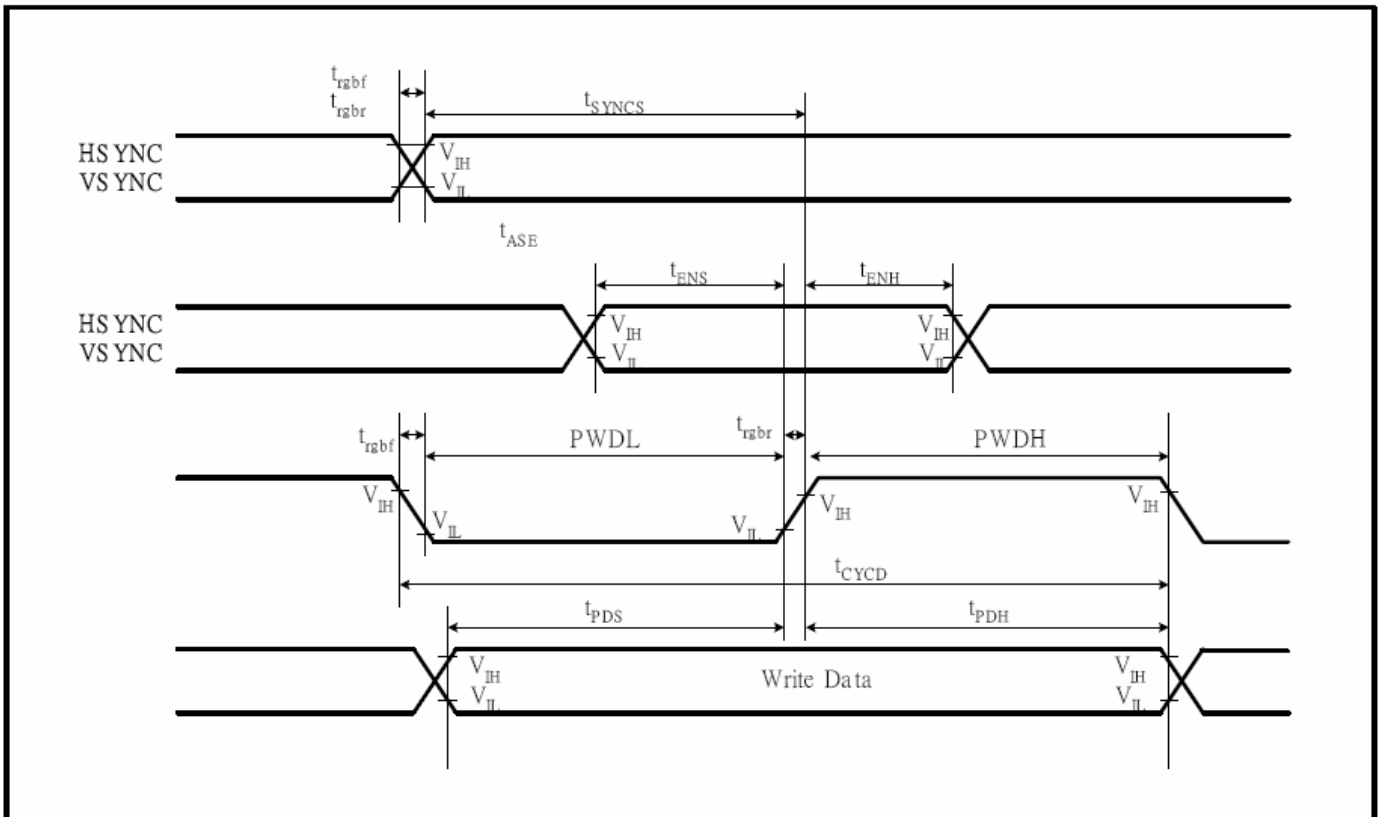 trgbf
trgbr
tSYNCS
HSYNC
VSYNC
VIH
VIL
tASE
tENS
tENH
HSYNC
VSYNC
VIH
VIL
VIH
VIL
trgbf
PWDL
trgbr
PWDH
VIH
VIL
VIL
VIH
VIH
tCYCD
tPDS
tPDH
VIH
VIL
Write Data
VIH
VIL